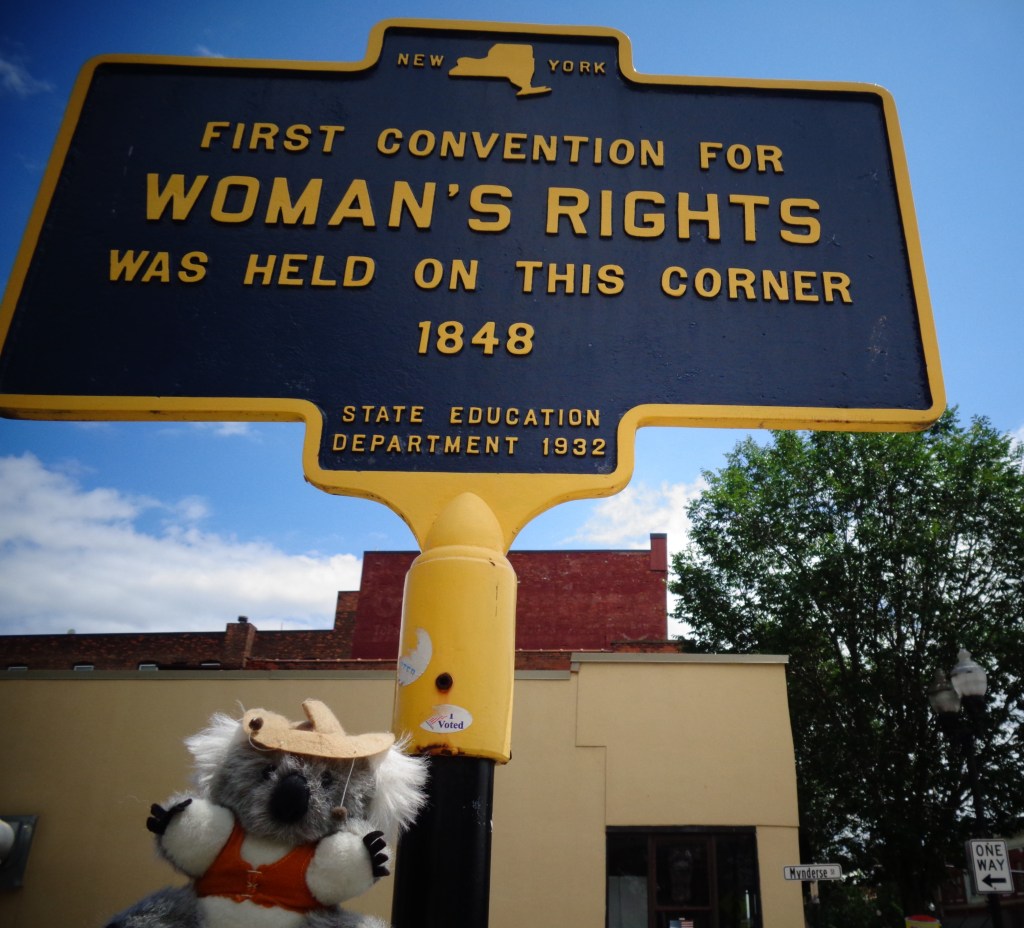 NEW YORK
FIRST CONVENTION FOR
WOMAN'S RIGHTS
WAS HELD ON THIS CORNER
1848
STATE EDUCATION
DEPARTMENT 1932
I
Voted
Mynderse St
ONE
WAY